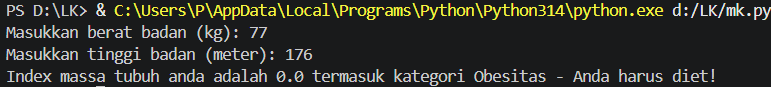 PS D:\LK> & C:\Users\P\AppData\Local\Programs\Python\Python314\python.exe d:/LK/mk.py
Masukkan berat badan (kg): 77
Masukkan tinggi badan (meter): 176
Index massa tubuh anda adalah 0.0 termasuk kategori Obesitas - Anda harus diet!